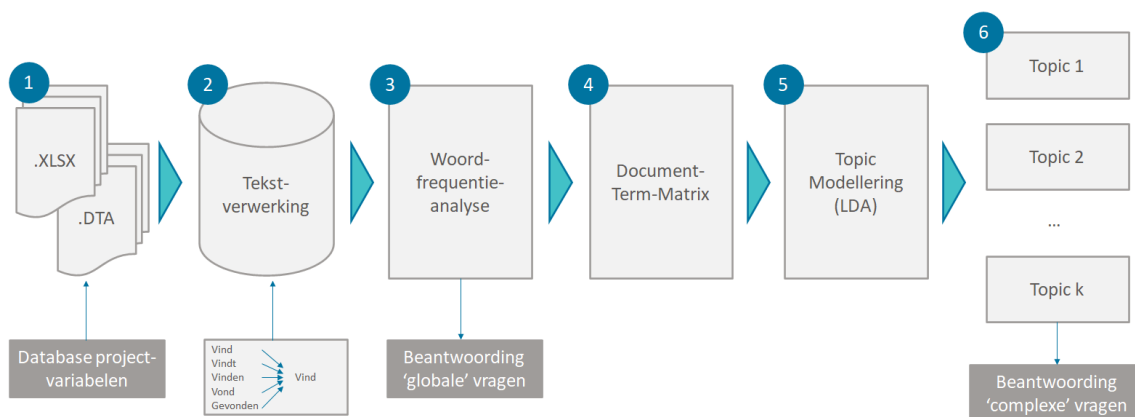 1
.XLSX
.DTA
Database project-
variabelen
2
Tekst-
verwerking
Vind
Vindt
Vinden
Vond
Gevonden
Vind
3
Woord-
frequentie-
analyse
Beantwoording
‘globale’ vragen
4
Document-
Term-Matrix
5
Topic
Modellering
(LDA)
6
Topic 1
Topic 2
...
Topic k
Beantwoording
‘complexe’ vragen